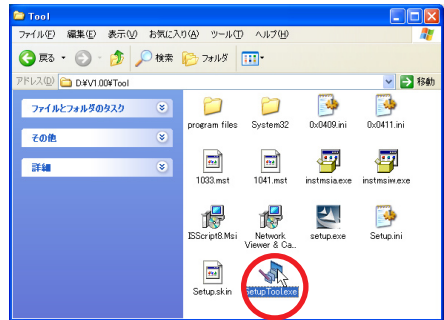 Tool
ファイル(F) 編集(E) 表示(V) お気に入り(A) ツール(T) ヘルプ(H)
戻る 検索 フォルダ
アドレス(D) D:¥V1.00¥Tool 移動
ファイルとフォルダのタスク
その他
詳細
program files System32 0x0409.ini 0x0411.ini
1033.mst 1041.mst instmsia.exe instmsiw.exe
ISScript8.Msi Network Viewer & Ca... setup.exe Setup.ini
Setup.skin SetupTool.exe